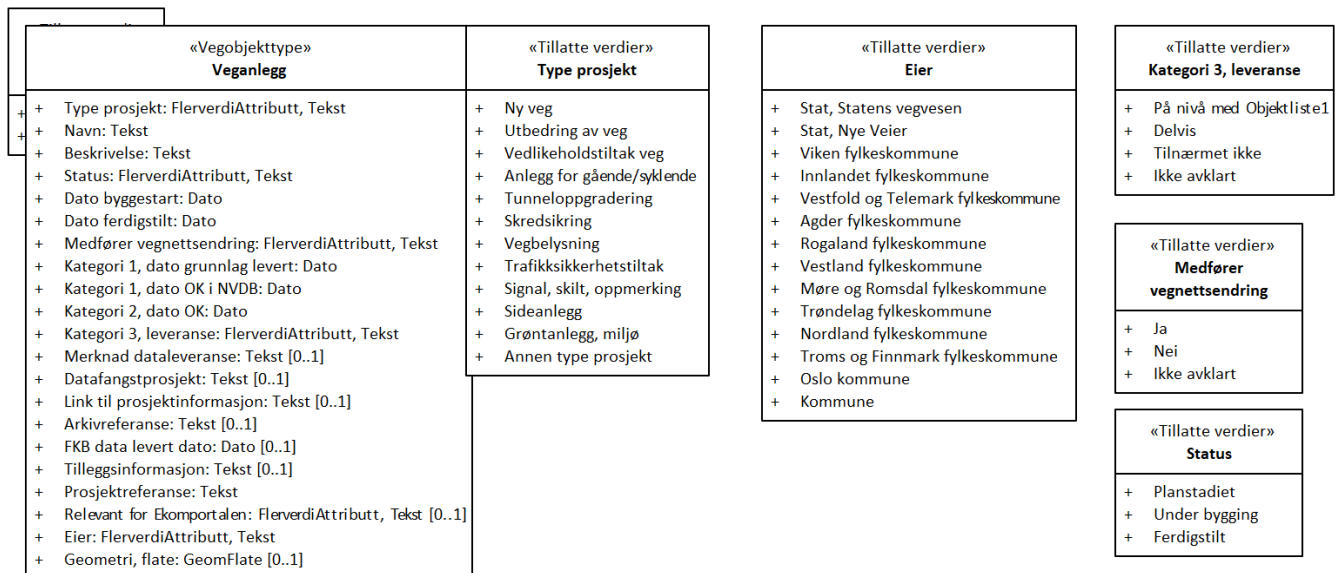 «Vegobjekttype»
Veganlegg
+ Type prosjekt: FlerverdiAttributt, Tekst
+ Navn: Tekst
+ Beskrivelse: Tekst
+ Status: FlerverdiAttributt, Tekst
+ Dato byggestart: Dato
+ Dato ferdigstilt: Dato
+ Medfører vegnettsendring: FlerverdiAttributt, Tekst
+ Kategori 1, dato grunnlag levert: Dato
+ Kategori 1, dato OK i NVDB: Dato
+ Kategori 2, dato OK: Dato
+ Kategori 3, leveranse: FlerverdiAttributt, Tekst
+ Merknad dataleveranse: Tekst [0..1]
+ Datafangstprosjekt: Tekst [0..1]
+ Link til prosjektinformasjon: Tekst [0..1]
+ Arkivreferanse: Tekst [0..1]
+ FKB data levert dato: Dato [0..1]
+ Tilleggsinformasjon: Tekst [0..1]
+ Prosjektreferanse: Tekst
+ Relevant for Ekomportalen: FlerverdiAttributt, Tekst [0..1]
+ Eier: FlerverdiAttributt, Tekst
+ Geometri, flate: GeomFlate [0..1]
+
+
«Tillatte verdier»
Type prosjekt
+ Ny veg
+ Utbedring av veg
+ Vedlikeholdstiltak veg
+ Anlegg for gående/syklende
+ Tunneloppgradering
+ Skredsikring
+ Vegbelysning
+ Trafikksikkerhetstiltak
+ Signal, skilt, oppmerking
+ Sideanlegg
+ Grøntanlegg, miljø
+ Annen type prosjekt
«Tillatte verdier»
Eier
+ Stat, Statens vegvesen
+ Stat, Nye Veier
+ Viken fylkeskommune
+ Innlandet fylkeskommune
+ Vestfold og Telemark fylkeskommune
+ Agder fylkeskommune
+ Rogaland fylkeskommune
+ Vestland fylkeskommune
+ Møre og Romsdal fylkeskommune
+ Trøndelag fylkeskommune
+ Nordland fylkeskommune
+ Troms og Finnmark fylkeskommune
+ Oslo kommune
+ Kommune
«Tillatte verdier»
Kategori 3, leveranse
+ På nivå med Objektliste1
+ Delvis
+ Tilnærmet ikke
+ Ikke avklart
«Tillatte verdier»
Medfører
vegnettsendring
+ Ja
+ Nei
+ Ikke avklart
«Tillatte verdier»
Status
+ Planstadiet
+ Under bygging
+ Ferdigstilt